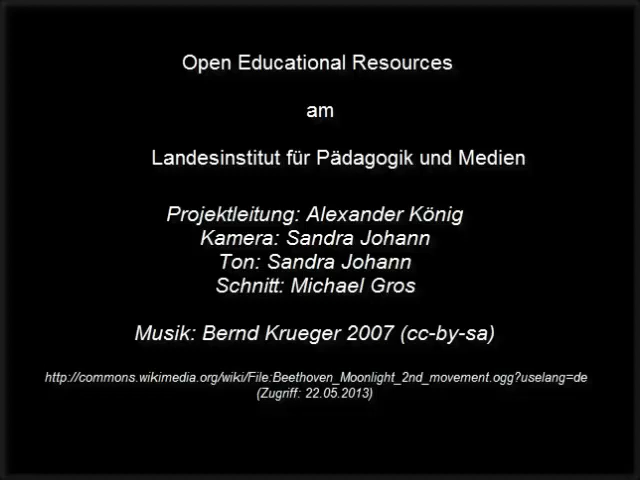 Open Educational Resources
am
Landesinstitut für Pädagogik und Medien
Projektleitung: Alexander König
Kamera: Sandra Johann
Ton: Sandra Johann
Schnitt: Michael Gros
Musik: Bernd Krueger 2007 (cc-by-sa)
http://commons.wikimedia.org/wiki/File:Beethoven_Moonlight_2nd_movement.ogg?uselang=de
(Zugriff: 22.05.2013)